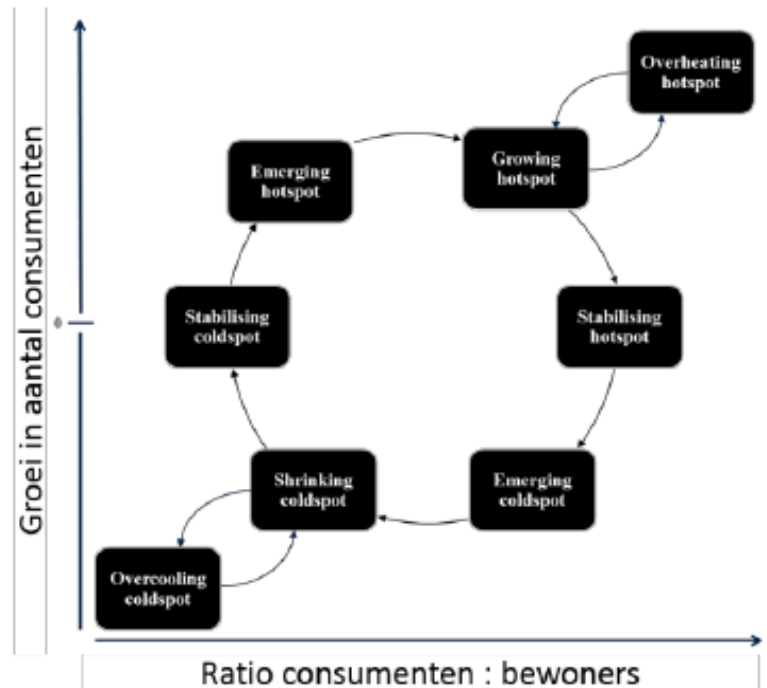 Groei in aantal consumenten
Overheating
hotspot
Emerging
hotspot
Growing
hotspot
Stabilising
coldspot
Stabilising
hotspot
Shrinking
coldspot
Emerging
coldspot
Overcooling
coldspot
Ratio consumenten : bewoners